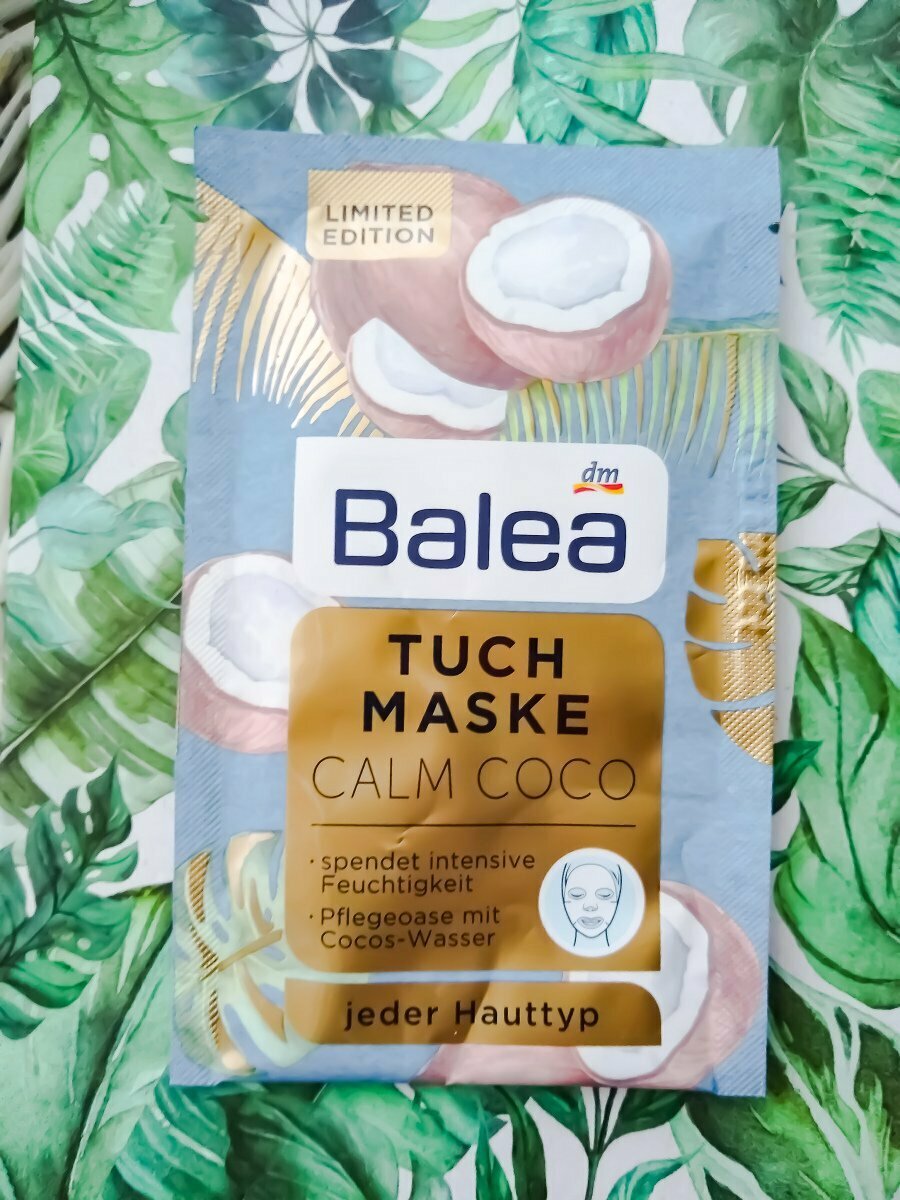 LIMITED
EDITION
dm
Balea
TUCH
MASKE
CALM COCO
· spendet intensive
Feuchtigkeit
· Pflegeoase mit
Cocos-Wasser
jeder Hauttyp